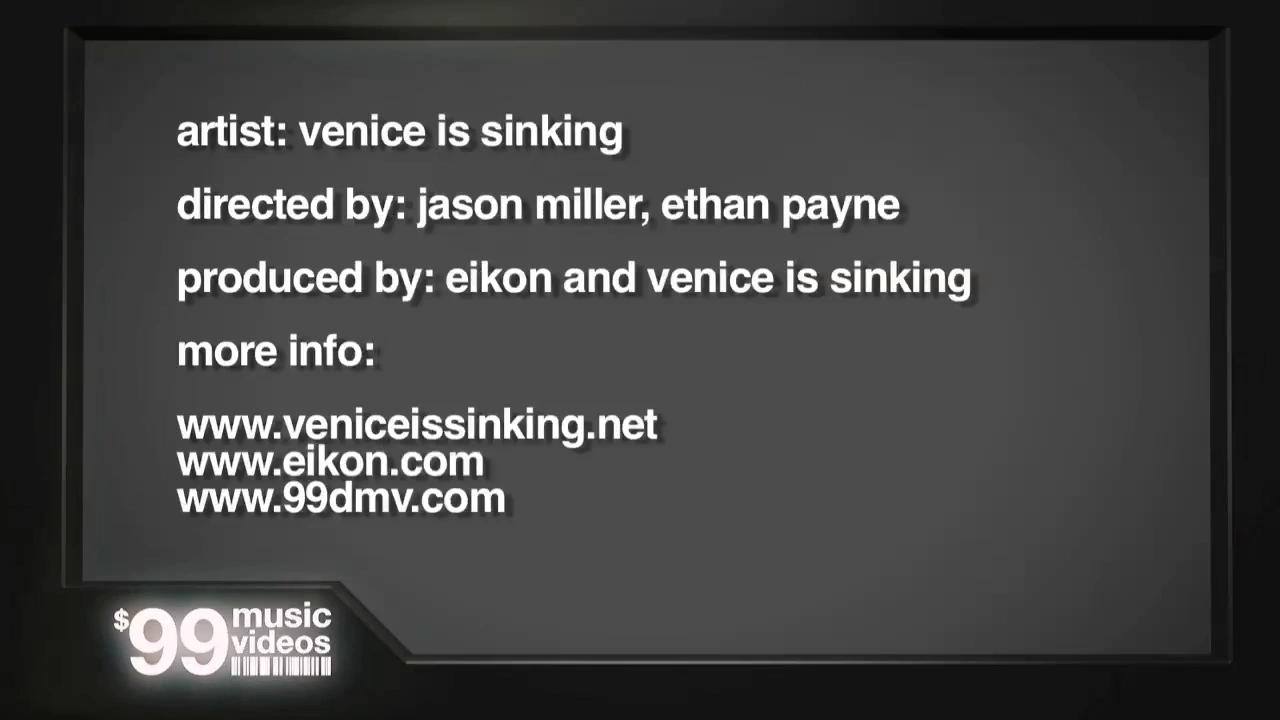 artist: venice is sinking
directed by: jason miller, ethan payne
produced by: eikon and venice is sinking
more info:
www.veniceissinking.net
www.eikon.com
www.99dmv.com
$99 music
videos